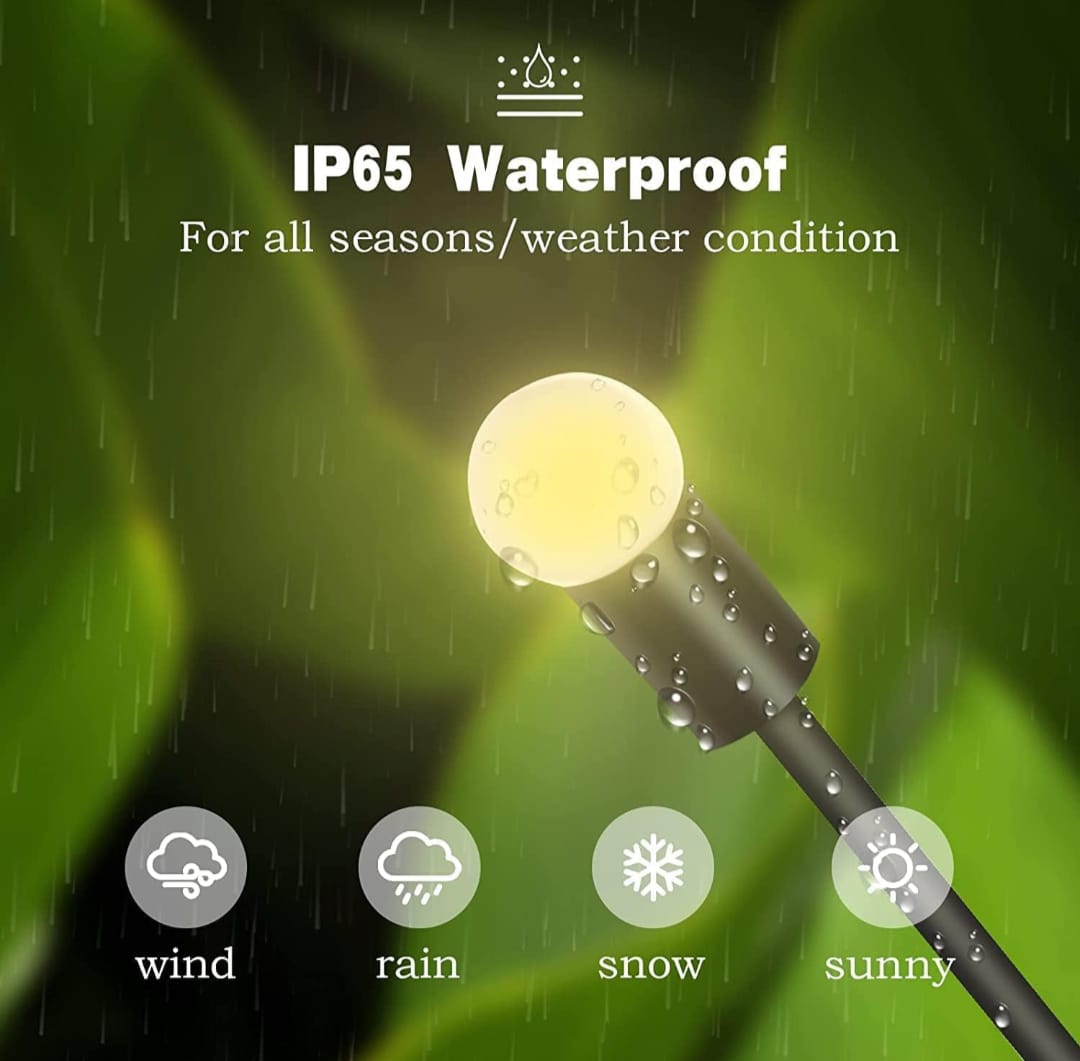 IP65 Waterproof
For all seasons/weather condition
wind
rain
snow
sunny